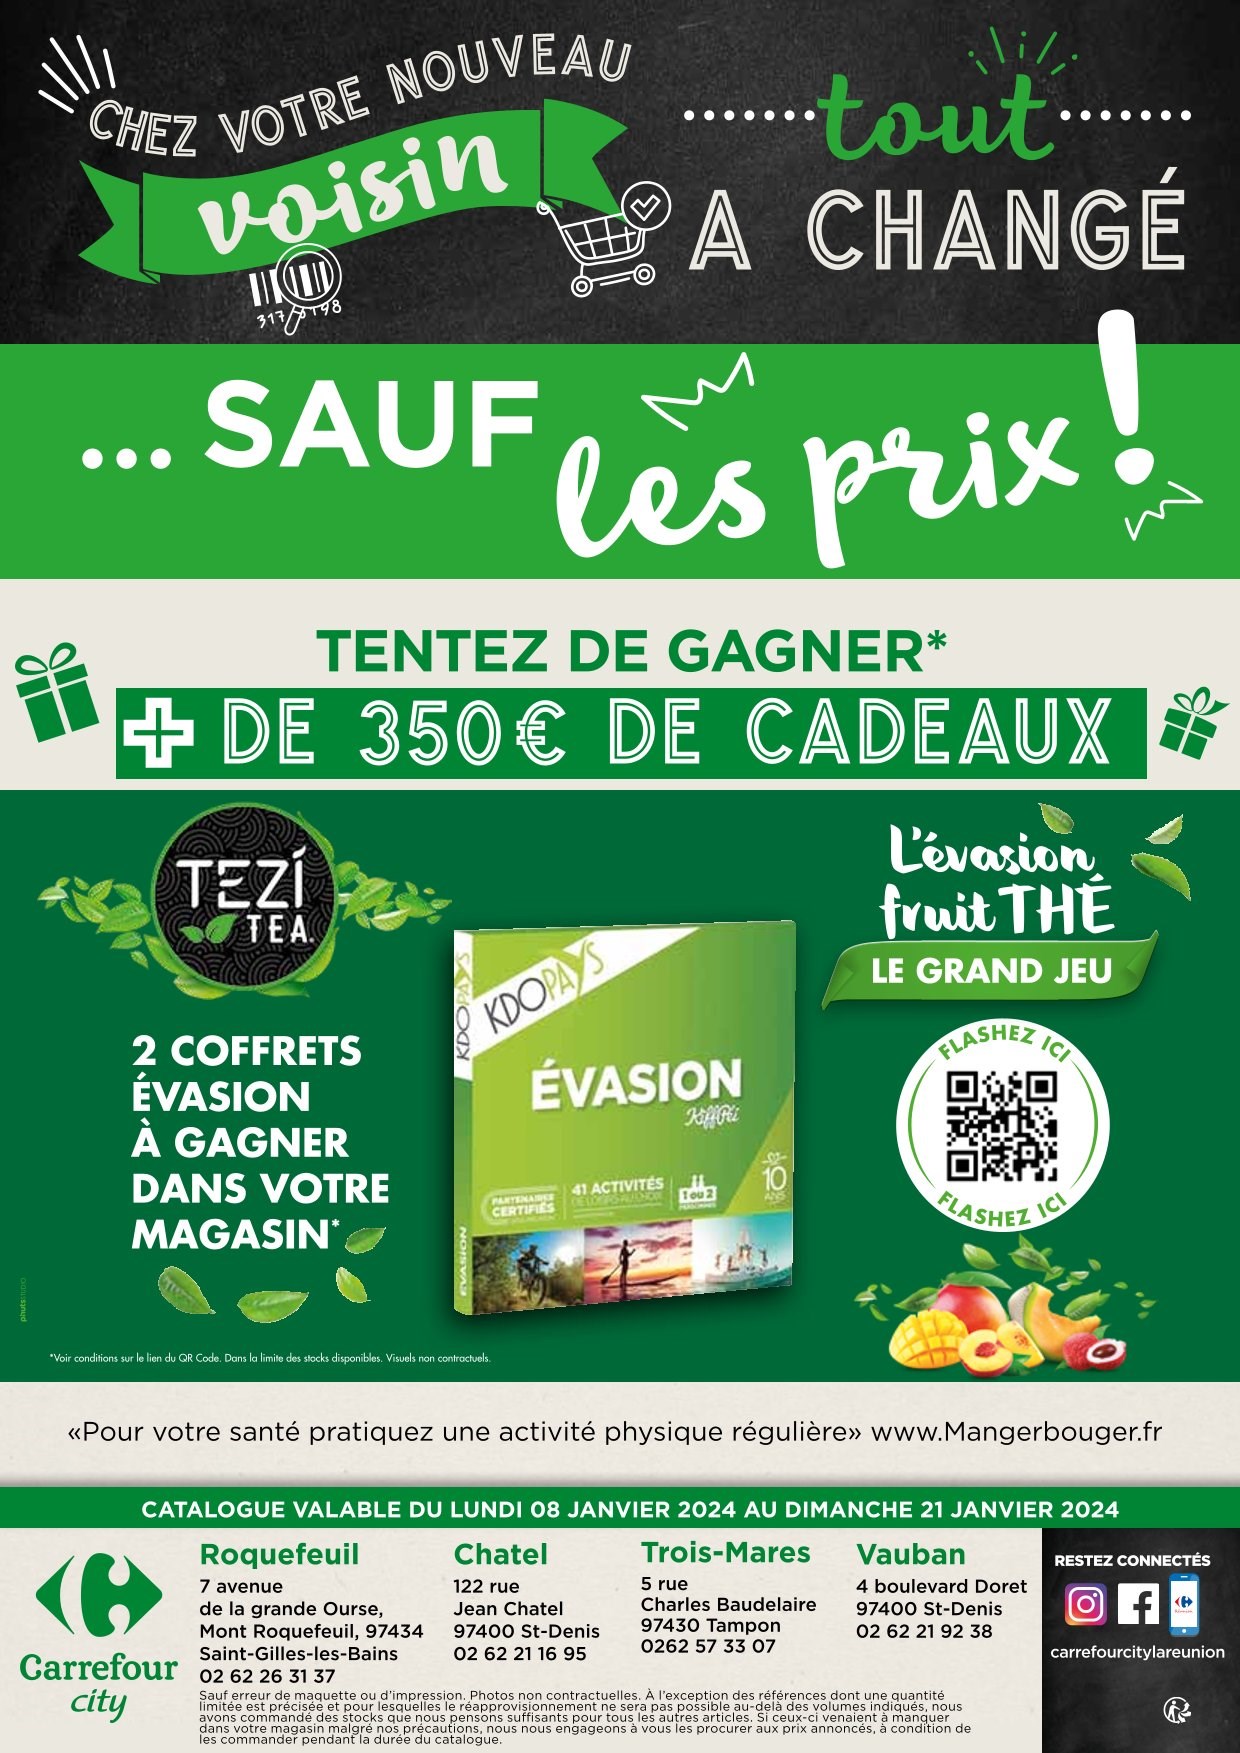 CHEZ VOTRE NOUVEAU
voisin
tout
A CHANGÉ
... SAUF
les prix !
TENTEZ DE GAGNER*
+ DE 350€ DE CADEAUX
TEZÍ
TEA.
2 COFFRETS
ÉVASION
À GAGNER
DANS VOTRE
MAGASIN*
KDOPAYS
KDOPAYS
ÉVASION
KiffPéi
41 ACTIVITÉS
DE LOISIRS AU CHOIX
1 OU 2
PERSONNES
10
ANS
PARTENAIRES
CERTIFIÉS
ÉVASION
L'évasion
fruitTHÉ
LE GRAND JEU
FLASHEZ ICI
FLASHEZ ICI
*Voir conditions sur le lien du QR Code. Dans la limite des stocks disponibles. Visuels non contractuels.
«Pour votre santé pratiquez une activité physique régulière» www.Mangerbouger.fr
CATALOGUE VALABLE DU LUNDI 08 JANVIER 2024 AU DIMANCHE 21 JANVIER 2024
Carrefour
city
Roquefeuil
7 avenue
de la grande Ourse,
Mont Roquefeuil, 97434
Saint-Gilles-les-Bains
02 62 26 31 37
Chatel
122 rue
Jean Chatel
97400 St-Denis
02 62 21 16 95
Trois-Mares
5 rue
Charles Baudelaire
97430 Tampon
0262 57 33 07
Vauban
4 boulevard Doret
97400 St-Denis
02 62 21 92 38
Sauf erreur de maquette ou d'impression. Photos non contractuelles. À l'exception des références dont une quantité
limitée est précisée et pour lesquelles le réapprovisionnement ne sera pas possible au-delà des volumes indiqués, nous
avons commandé des stocks que nous pensons suffisants pour tous les autres articles. Si ceux-ci venaient à manquer
dans votre magasin malgré nos précautions, nous nous engageons à vous les procurer aux prix annoncés, à condition de
les commander pendant la durée du catalogue.
RESTEZ CONNECTÉS
carrefourcitylareunion